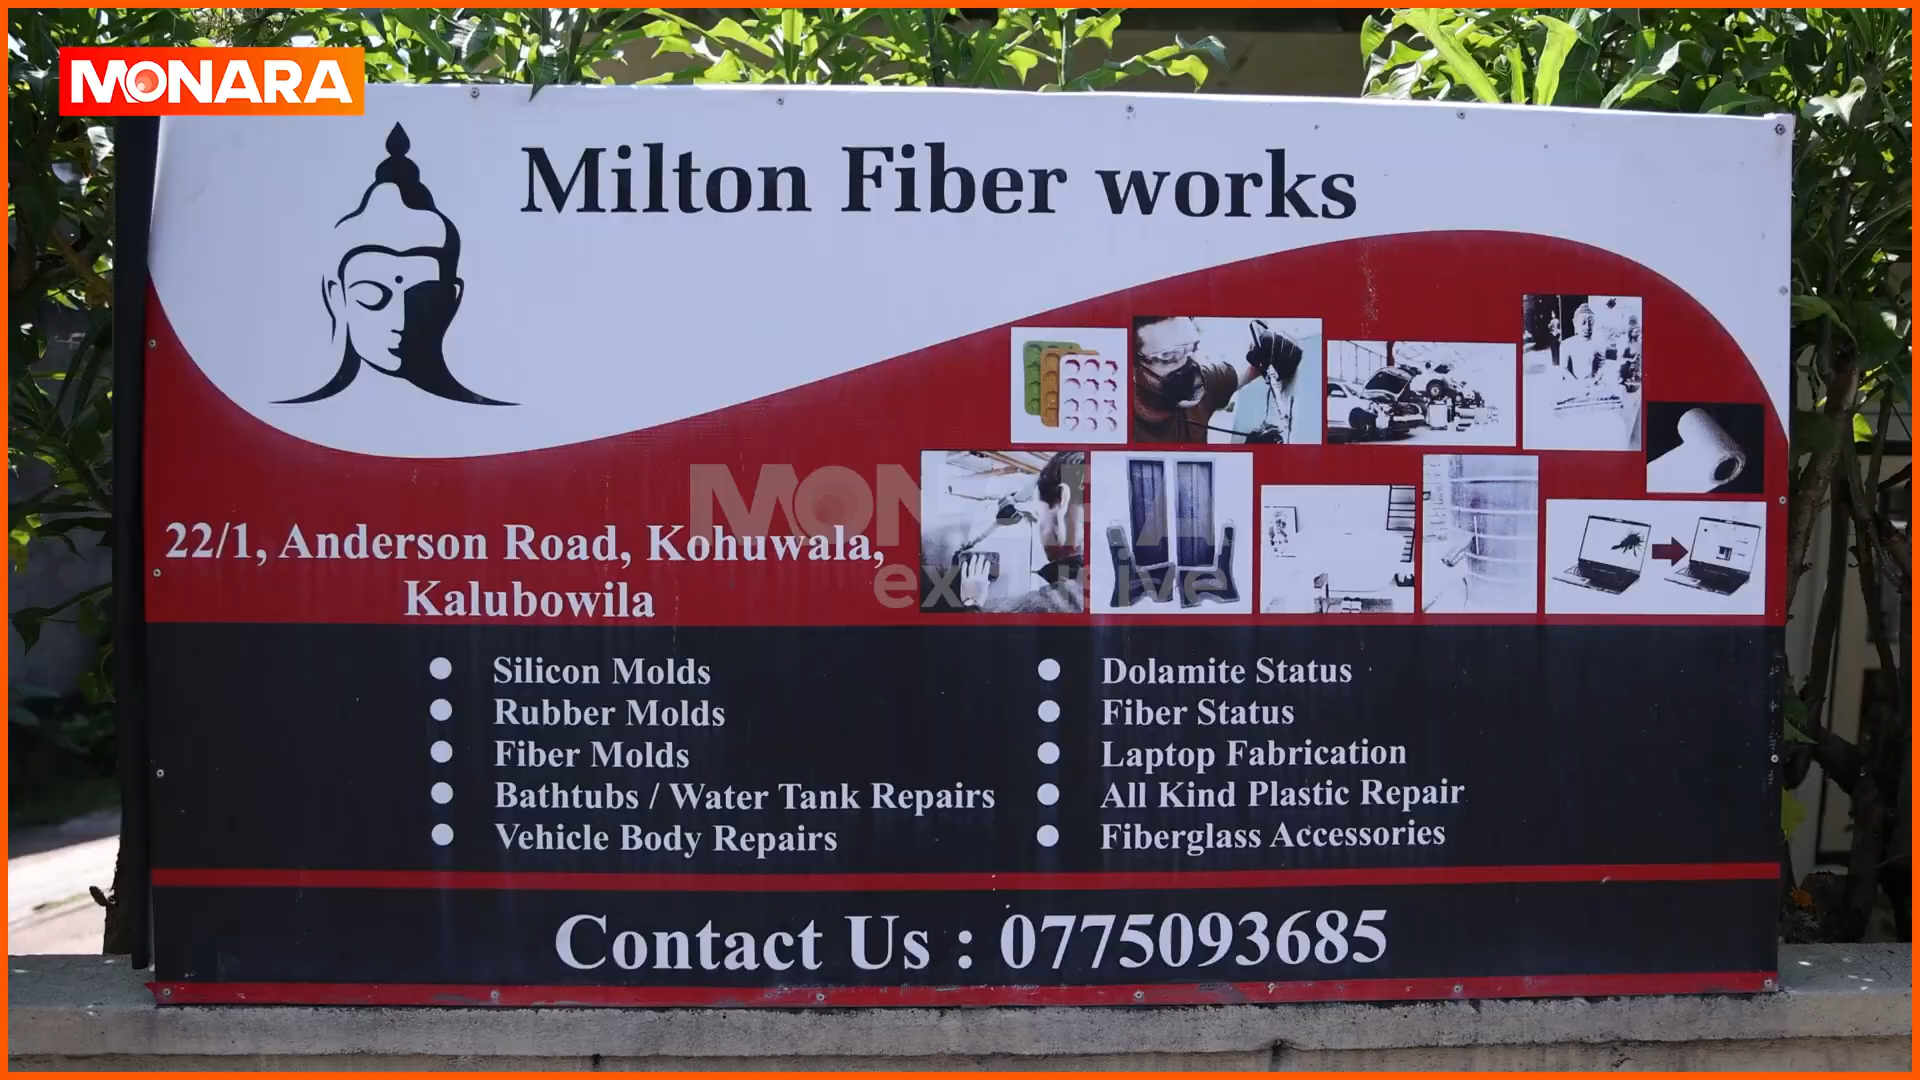 MONARA
Milton Fiber works
22/1, Anderson Road, Kohuwala,
Kalubowila
MONARA
exclusive
Silicon Molds
Rubber Molds
Fiber Molds
Bathtubs / Water Tank Repairs
Vehicle Body Repairs
Dolamite Status
Fiber Status
Laptop Fabrication
All Kind Plastic Repair
Fiberglass Accessories
Contact Us : 0775093685